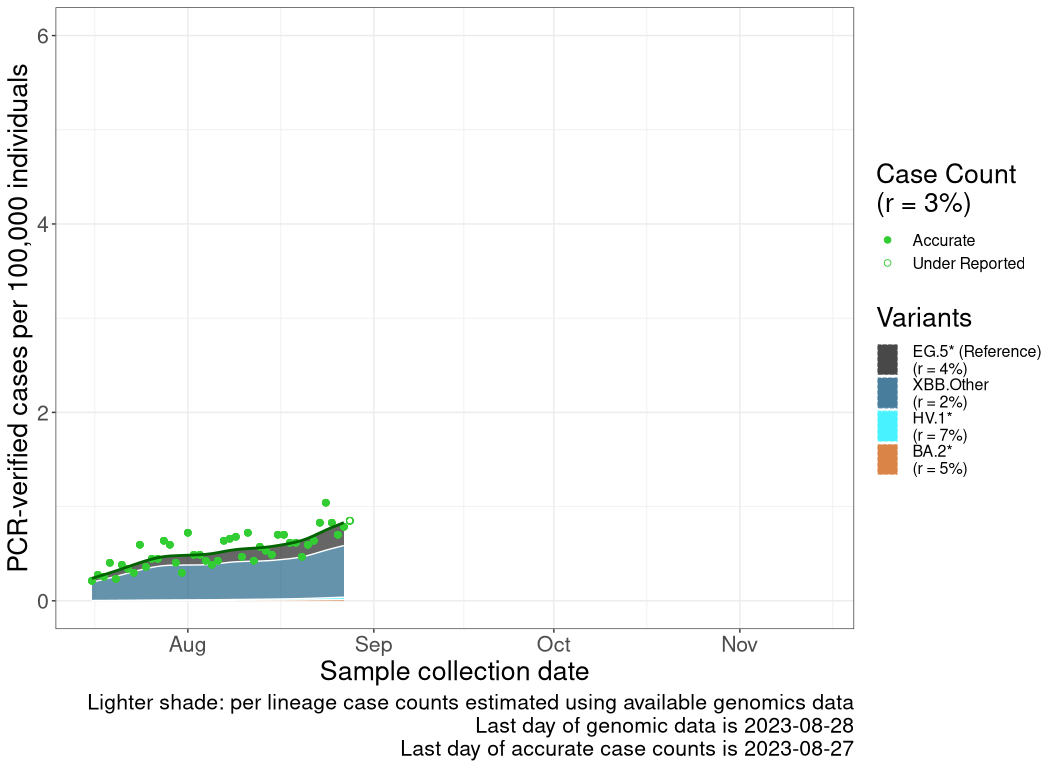 PCR-verified cases per 100,000 individuals
6
4
2
0
Aug Sep Oct Nov
Sample collection date
Lighter shade: per lineage case counts estimated using available genomics data
Last day of genomic data is 2023-08-28
Last day of accurate case counts is 2023-08-27
Case Count
(r = 3%)
Accurate
Under Reported
Variants
EG.5* (Reference)
(r = 4%)
XBB.Other
(r = 2%)
HV.1*
(r = 7%)
BA.2*
(r = 5%)